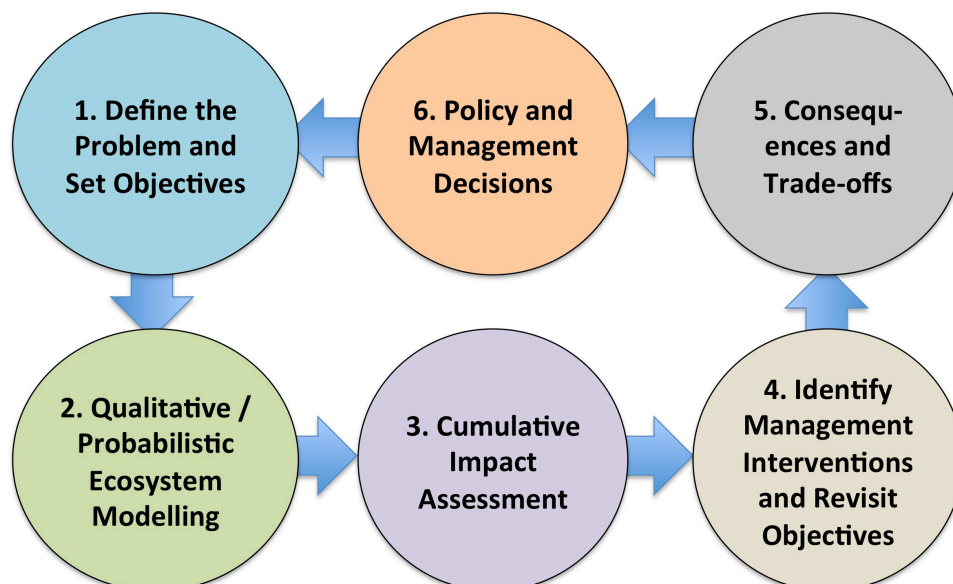 1. Define the
Problem and
Set Objectives
6. Policy and
Management
Decisions
5. Consequ-
ences and
Trade-offs
2. Qualitative /
Probabilistic
Ecosystem
Modelling
3. Cumulative
Impact
Assessment
4. Identify
Management
Interventions
and Revisit
Objectives